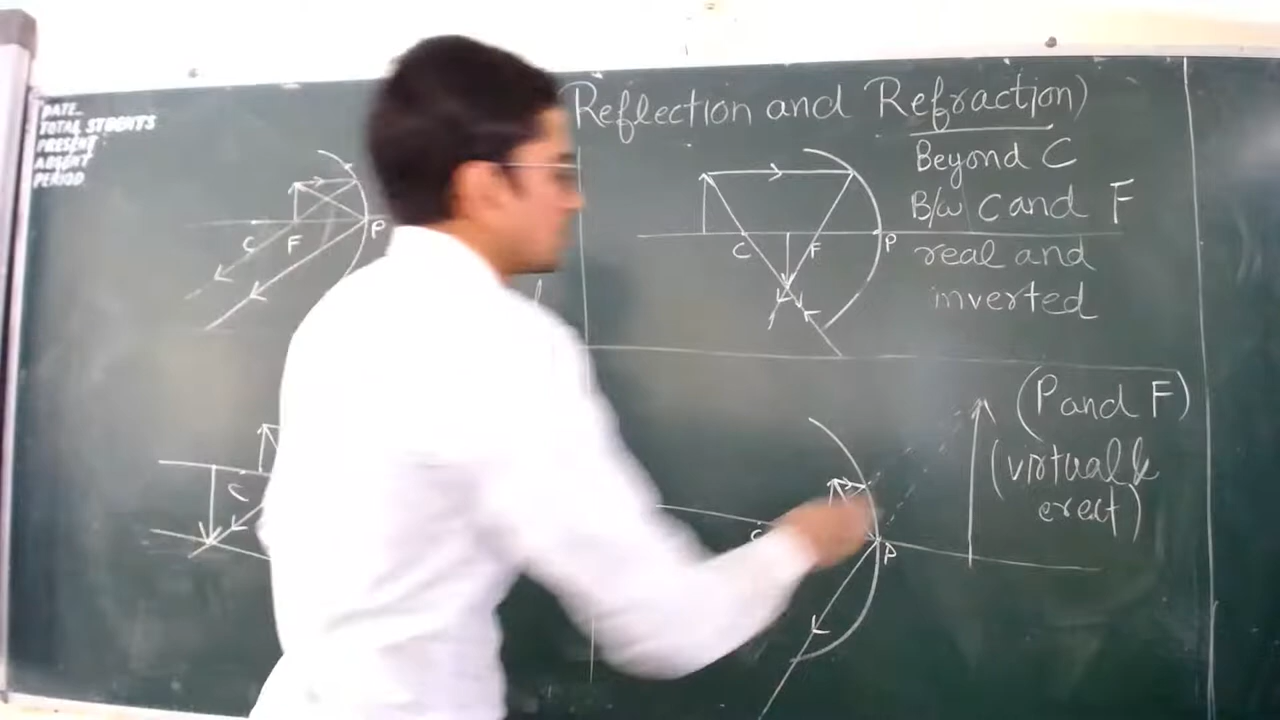 DATE
TOTAL STUDENTS
PRESENT
ABSENT
PERIOD
Reflection and Refraction)
Beyond C
B/w C and F
real and
inverted
C F P
C F P
(P and F)
(virtual &
erect)
C
C P